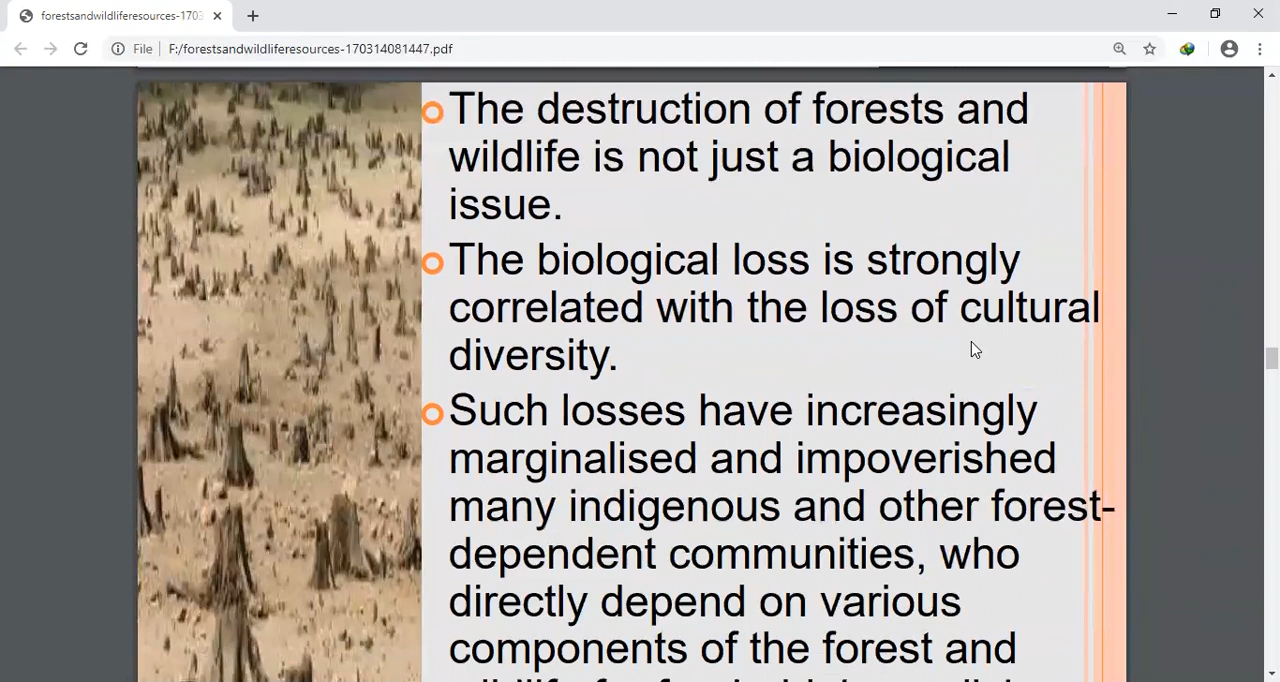 forestsandwildliferesources-1703
File
F:/forestsandwildliferesources-170314081447.pdf
The destruction of forests and
wildlife is not just a biological
issue.
The biological loss is strongly
correlated with the loss of cultural
diversity.
Such losses have increasingly
marginalised and impoverished
many indigenous and other forest-
dependent communities, who
directly depend on various
components of the forest and